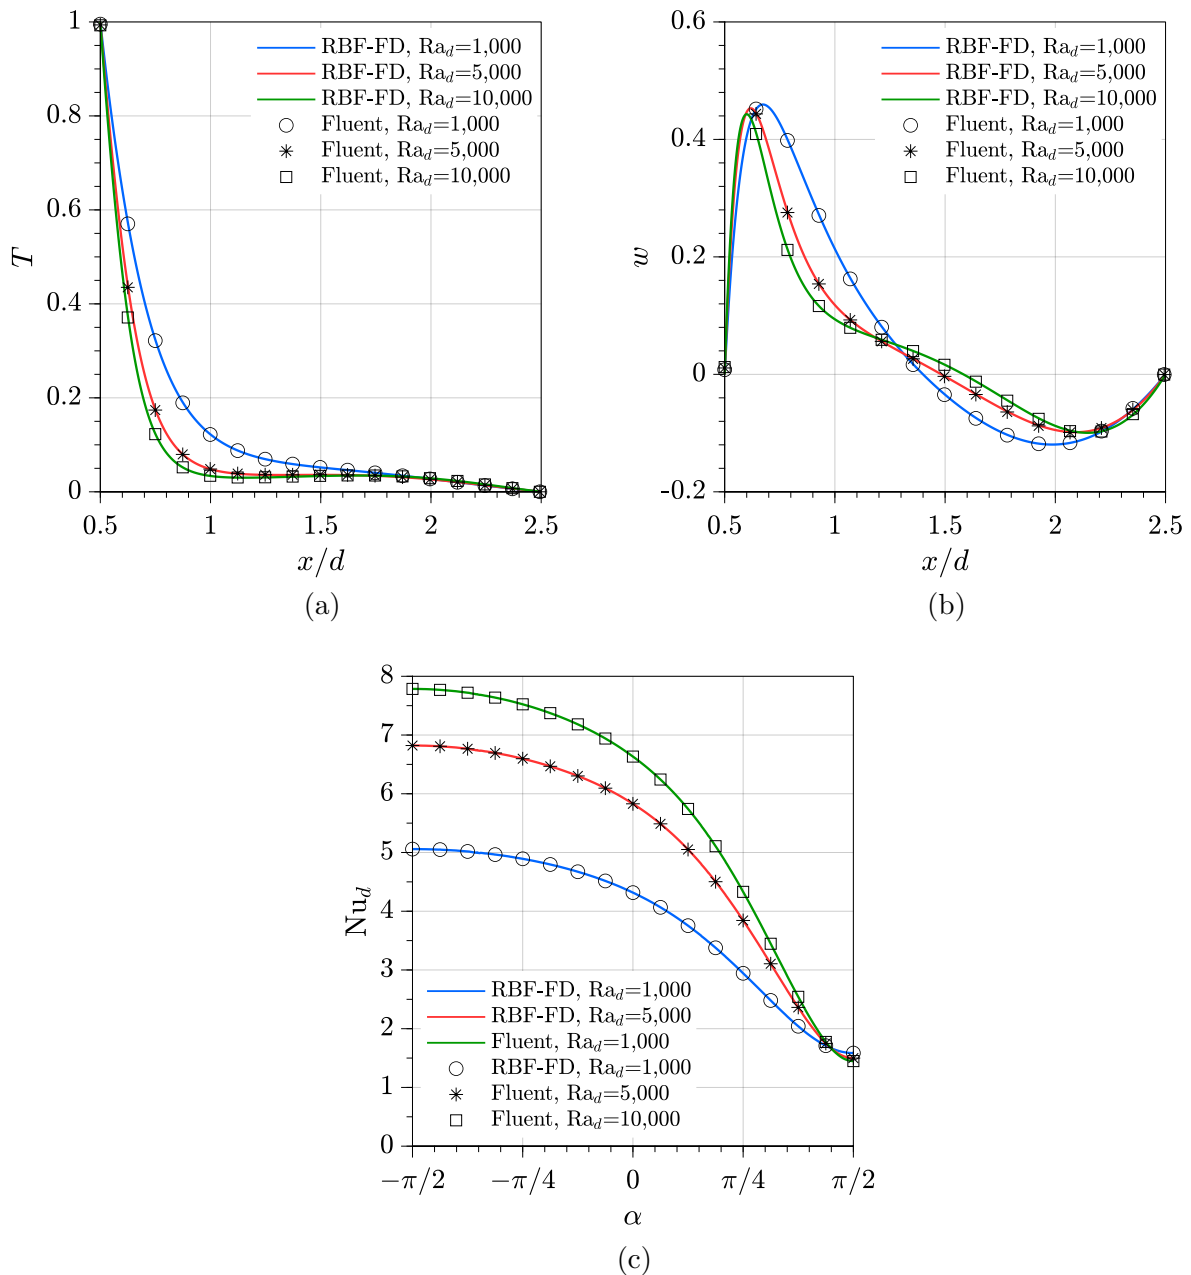 1
0.8
0.6
0.4
0.2
0
T
0.5
1
1.5
2
2.5
x/d
RBF-FD, Ra_d=1,000
RBF-FD, Ra_d=5,000
RBF-FD, Ra_d=10,000
Fluent, Ra_d=1,000
Fluent, Ra_d=5,000
Fluent, Ra_d=10,000
(a)
0.6
0.4
0.2
0
-0.2
w
0.5
1
1.5
2
2.5
x/d
RBF-FD, Ra_d=1,000
RBF-FD, Ra_d=5,000
RBF-FD, Ra_d=10,000
Fluent, Ra_d=1,000
Fluent, Ra_d=5,000
Fluent, Ra_d=10,000
(b)
8
7
6
5
4
3
2
1
0
Nu_d
RBF-FD, Ra_d=1,000
RBF-FD, Ra_d=5,000
Fluent, Ra_d=1,000
RBF-FD, Ra_d=1,000
Fluent, Ra_d=5,000
Fluent, Ra_d=10,000
−π/2
−π/4
0
π/4
π/2
α
(c)